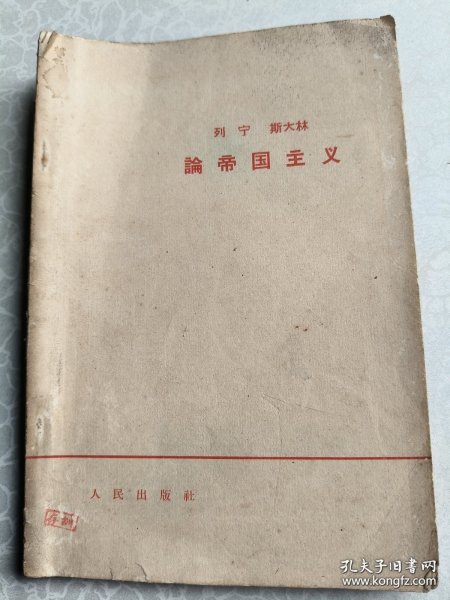 列宁 斯大林
論帝国主义
人民出版社
孔夫子旧书网
www.kongfz.com